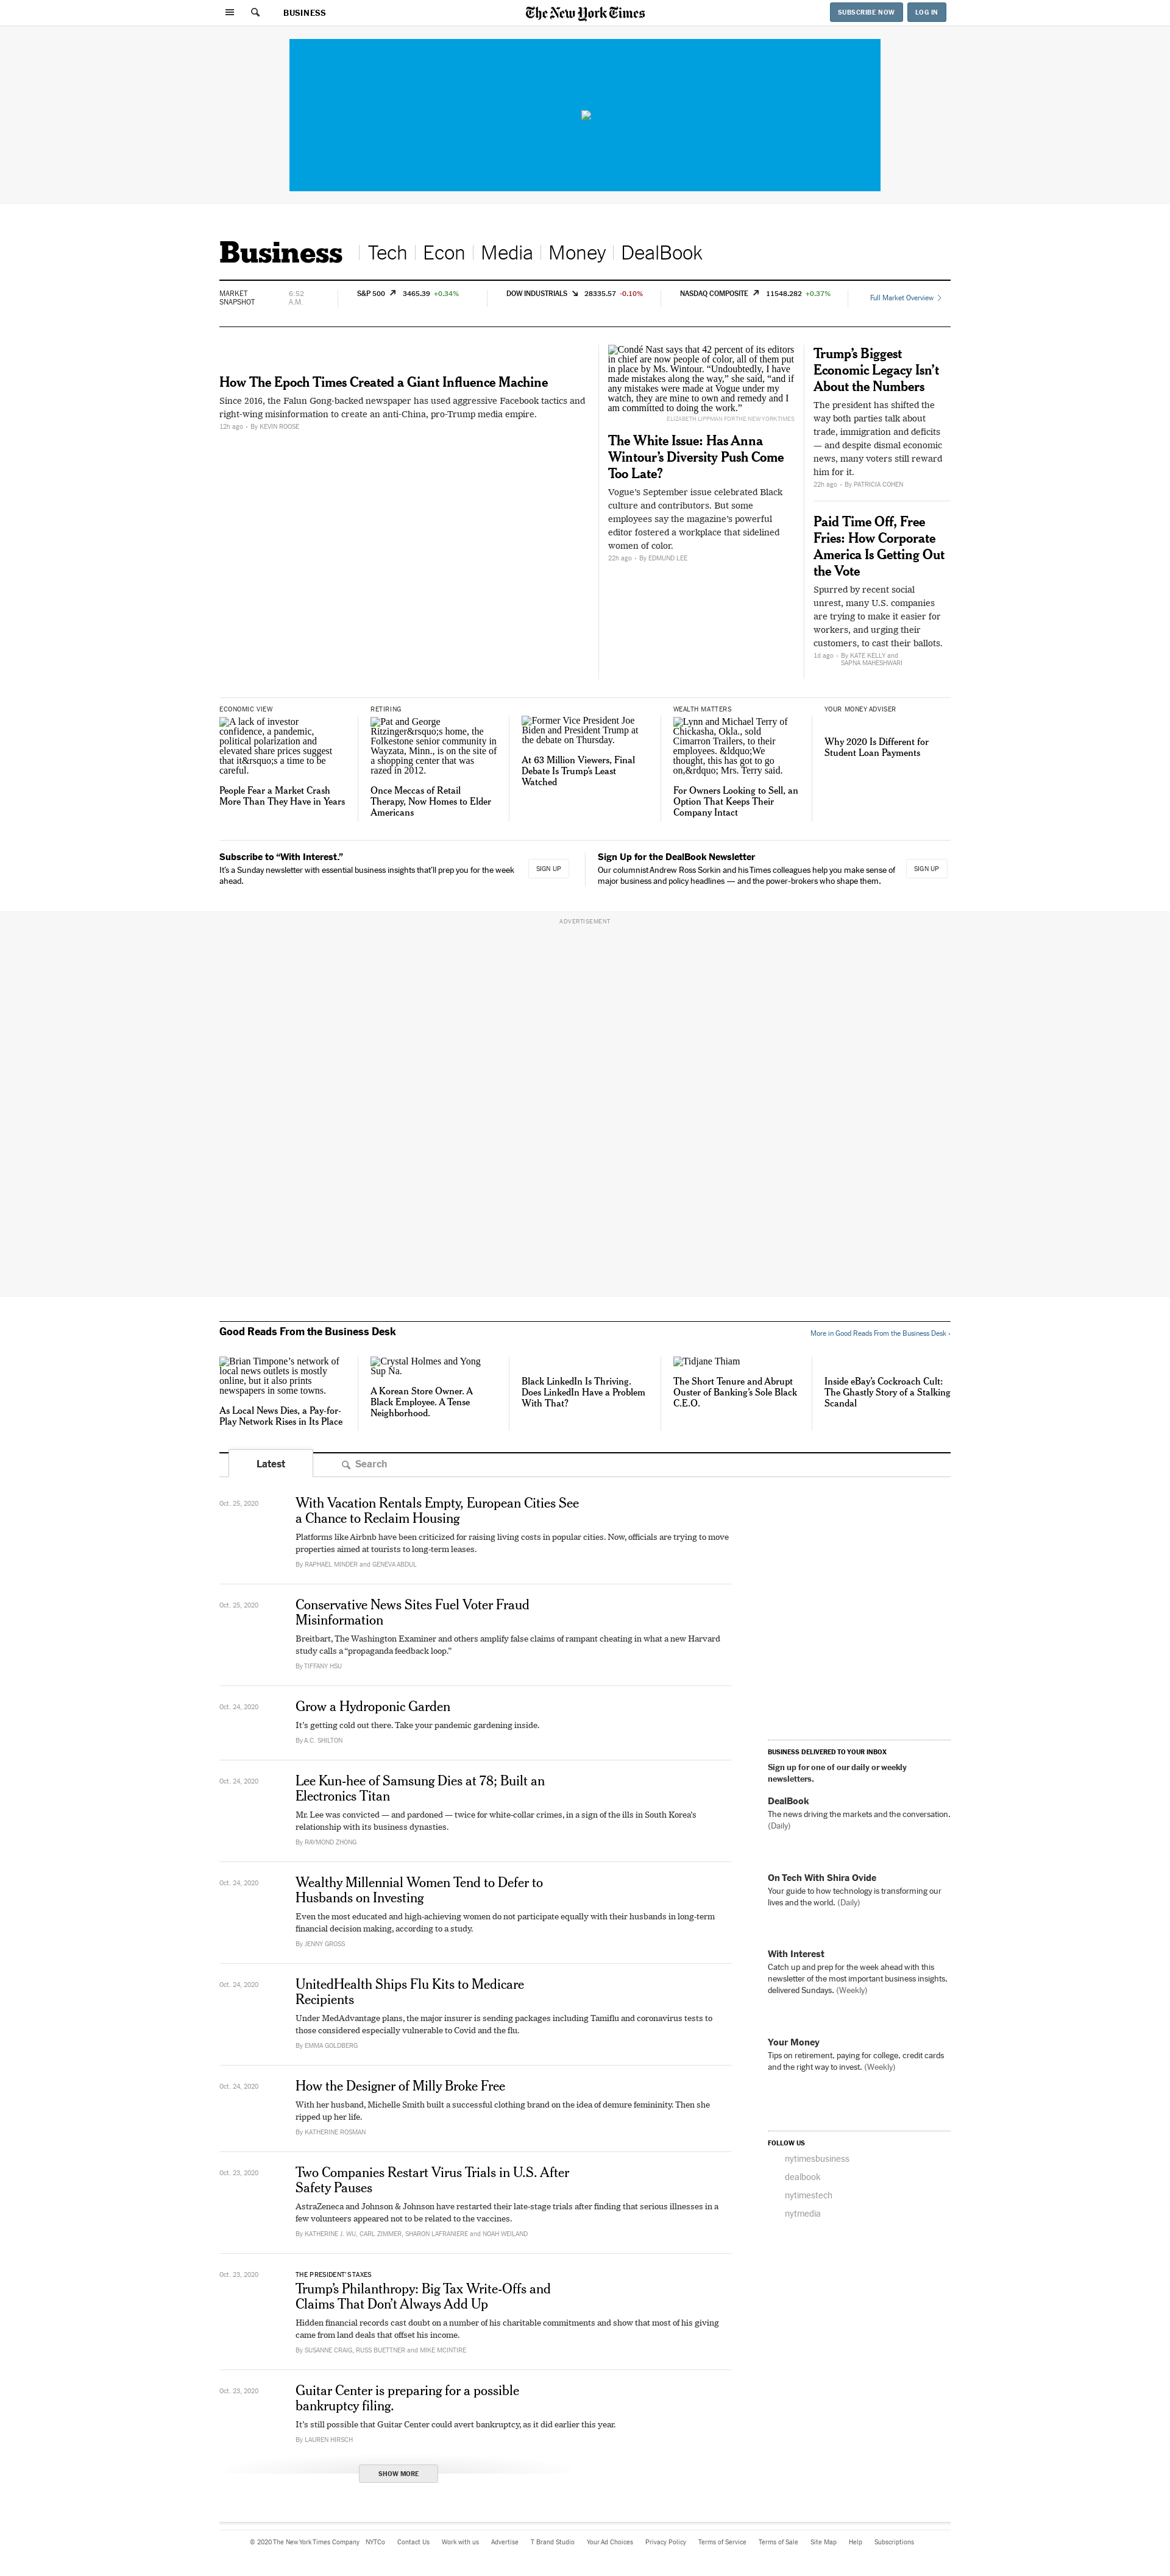 BUSINESS
The New York Times
SUBSCRIBE NOW
LOG IN
Business
Tech
Econ
Media
Money
DealBook
MARKET
SNAPSHOT
6:52
A.M.
S&P 500 3465.39 +0.34%
DOW INDUSTRIALS 28335.57 -0.10%
NASDAQ COMPOSITE 11548.282 +0.37%
Full Market Overview
How The Epoch Times Created a Giant Influence Machine
Since 2016, the Falun Gong-backed newspaper has used aggressive Facebook tactics and
right-wing misinformation to create an anti-China, pro-Trump media empire.
12h ago • By KEVIN ROOSE
Condé Nast says that 42 percent of its editors
in chief are now people of color, all of them put
in place by Ms. Wintour. “Undoubtedly, I have
made mistakes along the way,” she said, “and if
any mistakes were made at Vogue under my
watch, they are mine to own and remedy and I
am committed to doing the work.”
ELIZABETH LIPPMAN FOR THE NEW YORK TIMES
The White Issue: Has Anna
Wintour’s Diversity Push Come
Too Late?
Vogue’s September issue celebrated Black
culture and contributors. But some
employees say the magazine’s powerful
editor fostered a workplace that sidelined
women of color.
22h ago • By EDMUND LEE
Trump’s Biggest
Economic Legacy Isn’t
About the Numbers
The president has shifted the
way both parties talk about
trade, immigration and deficits
— and despite dismal economic
news, many voters still reward
him for it.
22h ago • By PATRICIA COHEN
Paid Time Off, Free
Fries: How Corporate
America Is Getting Out
the Vote
Spurred by recent social
unrest, many U.S. companies
are trying to make it easier for
workers, and urging their
customers, to cast their ballots.
1d ago • By KATE KELLY and
SAPNA MAHESHWARI
ECONOMIC VIEW
A lack of investor
confidence, a pandemic,
political polarization and
elevated share prices suggest
that it&rsquo;s a time to be
careful.
People Fear a Market Crash
More Than They Have in Years
RETIRING
Pat and George
Ritzinger&rsquo;s home, the
Folkestone senior community in
Wayzata, Minn., is on the site of
a shopping center that was
razed in 2012.
Once Meccas of Retail
Therapy, Now Homes to Elder
Americans
Former Vice President Joe
Biden and President Trump at
the debate on Thursday.
At 63 Million Viewers, Final
Debate Is Trump’s Least
Watched
WEALTH MATTERS
Lynn and Michael Terry of
Chickasha, Okla., sold
Cimarron Trailers, to their
employees. &ldquo;We
thought, this has got to go
on,&rdquo; Mrs. Terry said.
For Owners Looking to Sell, an
Option That Keeps Their
Company Intact
YOUR MONEY ADVISER
Why 2020 Is Different for
Student Loan Payments
Subscribe to “With Interest.”
It’s a Sunday newsletter with essential business insights that’ll prep you for the week
ahead.
SIGN UP
Sign Up for the DealBook Newsletter
Our columnist Andrew Ross Sorkin and his Times colleagues help you make sense of
major business and policy headlines — and the power-brokers who shape them.
SIGN UP
ADVERTISEMENT
Good Reads From the Business Desk
More in Good Reads From the Business Desk ›
Brian Timpone’s network of
local news outlets is mostly
online, but it also prints
newspapers in some towns.
As Local News Dies, a Pay-for-
Play Network Rises in Its Place
Crystal Holmes and Yong
Sup Na.
A Korean Store Owner. A
Black Employee. A Tense
Neighborhood.
Black LinkedIn Is Thriving.
Does LinkedIn Have a Problem
With That?
Tidjane Thiam
The Short Tenure and Abrupt
Ouster of Banking’s Sole Black
C.E.O.
Inside eBay’s Cockroach Cult:
The Ghastly Story of a Stalking
Scandal
Latest
Search
Oct. 25, 2020
With Vacation Rentals Empty, European Cities See
a Chance to Reclaim Housing
Platforms like Airbnb have been criticized for raising living costs in popular cities. Now, officials are trying to move
properties aimed at tourists to long-term leases.
By RAPHAEL MINDER and GENEVA ABDUL
Oct. 25, 2020
Conservative News Sites Fuel Voter Fraud
Misinformation
Breitbart, The Washington Examiner and others amplify false claims of rampant cheating in what a new Harvard
study calls a “propaganda feedback loop.”
By TIFFANY HSU
Oct. 24, 2020
Grow a Hydroponic Garden
It’s getting cold out there. Take your pandemic gardening inside.
By A.C. SHILTON
Oct. 24, 2020
Lee Kun-hee of Samsung Dies at 78; Built an
Electronics Titan
Mr. Lee was convicted — and pardoned — twice for white-collar crimes, in a sign of the ills in South Korea’s
relationship with its business dynasties.
By RAYMOND ZHONG
Oct. 24, 2020
Wealthy Millennial Women Tend to Defer to
Husbands on Investing
Even the most educated and high-achieving women do not participate equally with their husbands in long-term
financial decision making, according to a study.
By JENNY GROSS
Oct. 24, 2020
UnitedHealth Ships Flu Kits to Medicare
Recipients
Under MedAdvantage plans, the major insurer is sending packages including Tamiflu and coronavirus tests to
those considered especially vulnerable to Covid and the flu.
By EMMA GOLDBERG
Oct. 24, 2020
How the Designer of Milly Broke Free
With her husband, Michelle Smith built a successful clothing brand on the idea of demure femininity. Then she
ripped up her life.
By KATHERINE ROSMAN
Oct. 23, 2020
Two Companies Restart Virus Trials in U.S. After
Safety Pauses
AstraZeneca and Johnson & Johnson have restarted their late-stage trials after finding that serious illnesses in a
few volunteers appeared not to be related to the vaccines.
By KATHERINE J. WU, CARL ZIMMER, SHARON LAFRANIERE and NOAH WEILAND
Oct. 23, 2020
THE PRESIDENT’S TAXES
Trump’s Philanthropy: Big Tax Write-Offs and
Claims That Don’t Always Add Up
Hidden financial records cast doubt on a number of his charitable commitments and show that most of his giving
came from land deals that offset his income.
By SUSANNE CRAIG, RUSS BUETTNER and MIKE MCINTIRE
Oct. 23, 2020
Guitar Center is preparing for a possible
bankruptcy filing.
It’s still possible that Guitar Center could avert bankruptcy, as it did earlier this year.
By LAUREN HIRSCH
SHOW MORE
BUSINESS DELIVERED TO YOUR INBOX
Sign up for one of our daily or weekly
newsletters.
DealBook
The news driving the markets and the conversation.
(Daily)
On Tech With Shira Ovide
Your guide to how technology is transforming our
lives and the world. (Daily)
With Interest
Catch up and prep for the week ahead with this
newsletter of the most important business insights,
delivered Sundays. (Weekly)
Your Money
Tips on retirement, paying for college, credit cards
and the right way to invest. (Weekly)
FOLLOW US
nytimesbusiness
dealbook
nytimestech
nytmedia
© 2020 The New York Times Company NYTCo Contact Us Work with us Advertise T Brand Studio Your Ad Choices Privacy Policy Terms of Service Terms of Sale Site Map Help Subscriptions